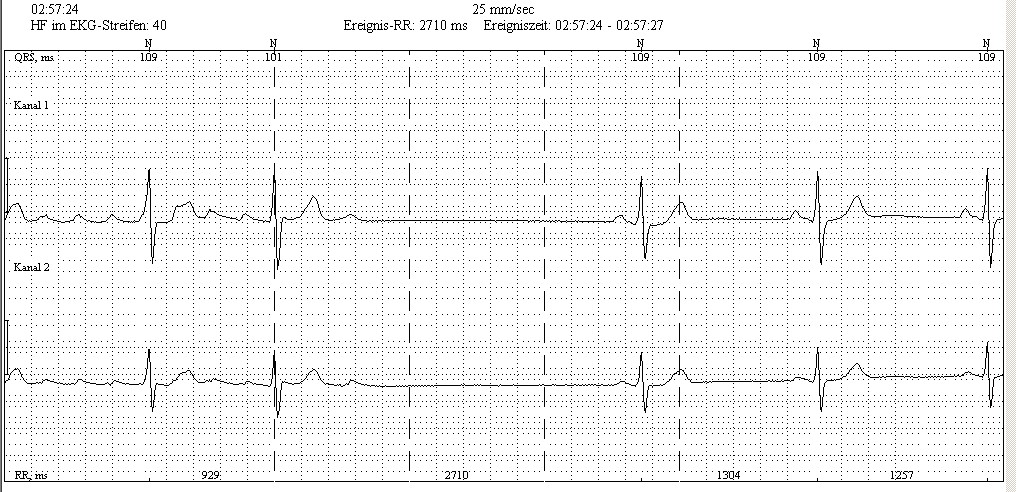 02:57:24
25 mm/sec
HF im EKG-Streifen: 40
Ereignis-RR: 2710 ms Ereigniszeit: 02:57:24 - 02:57:27
N N N N N
QRS, ms 109 101 109 109 109
Kanal 1
Kanal 2
RR, ms 929 2710 1304 1257